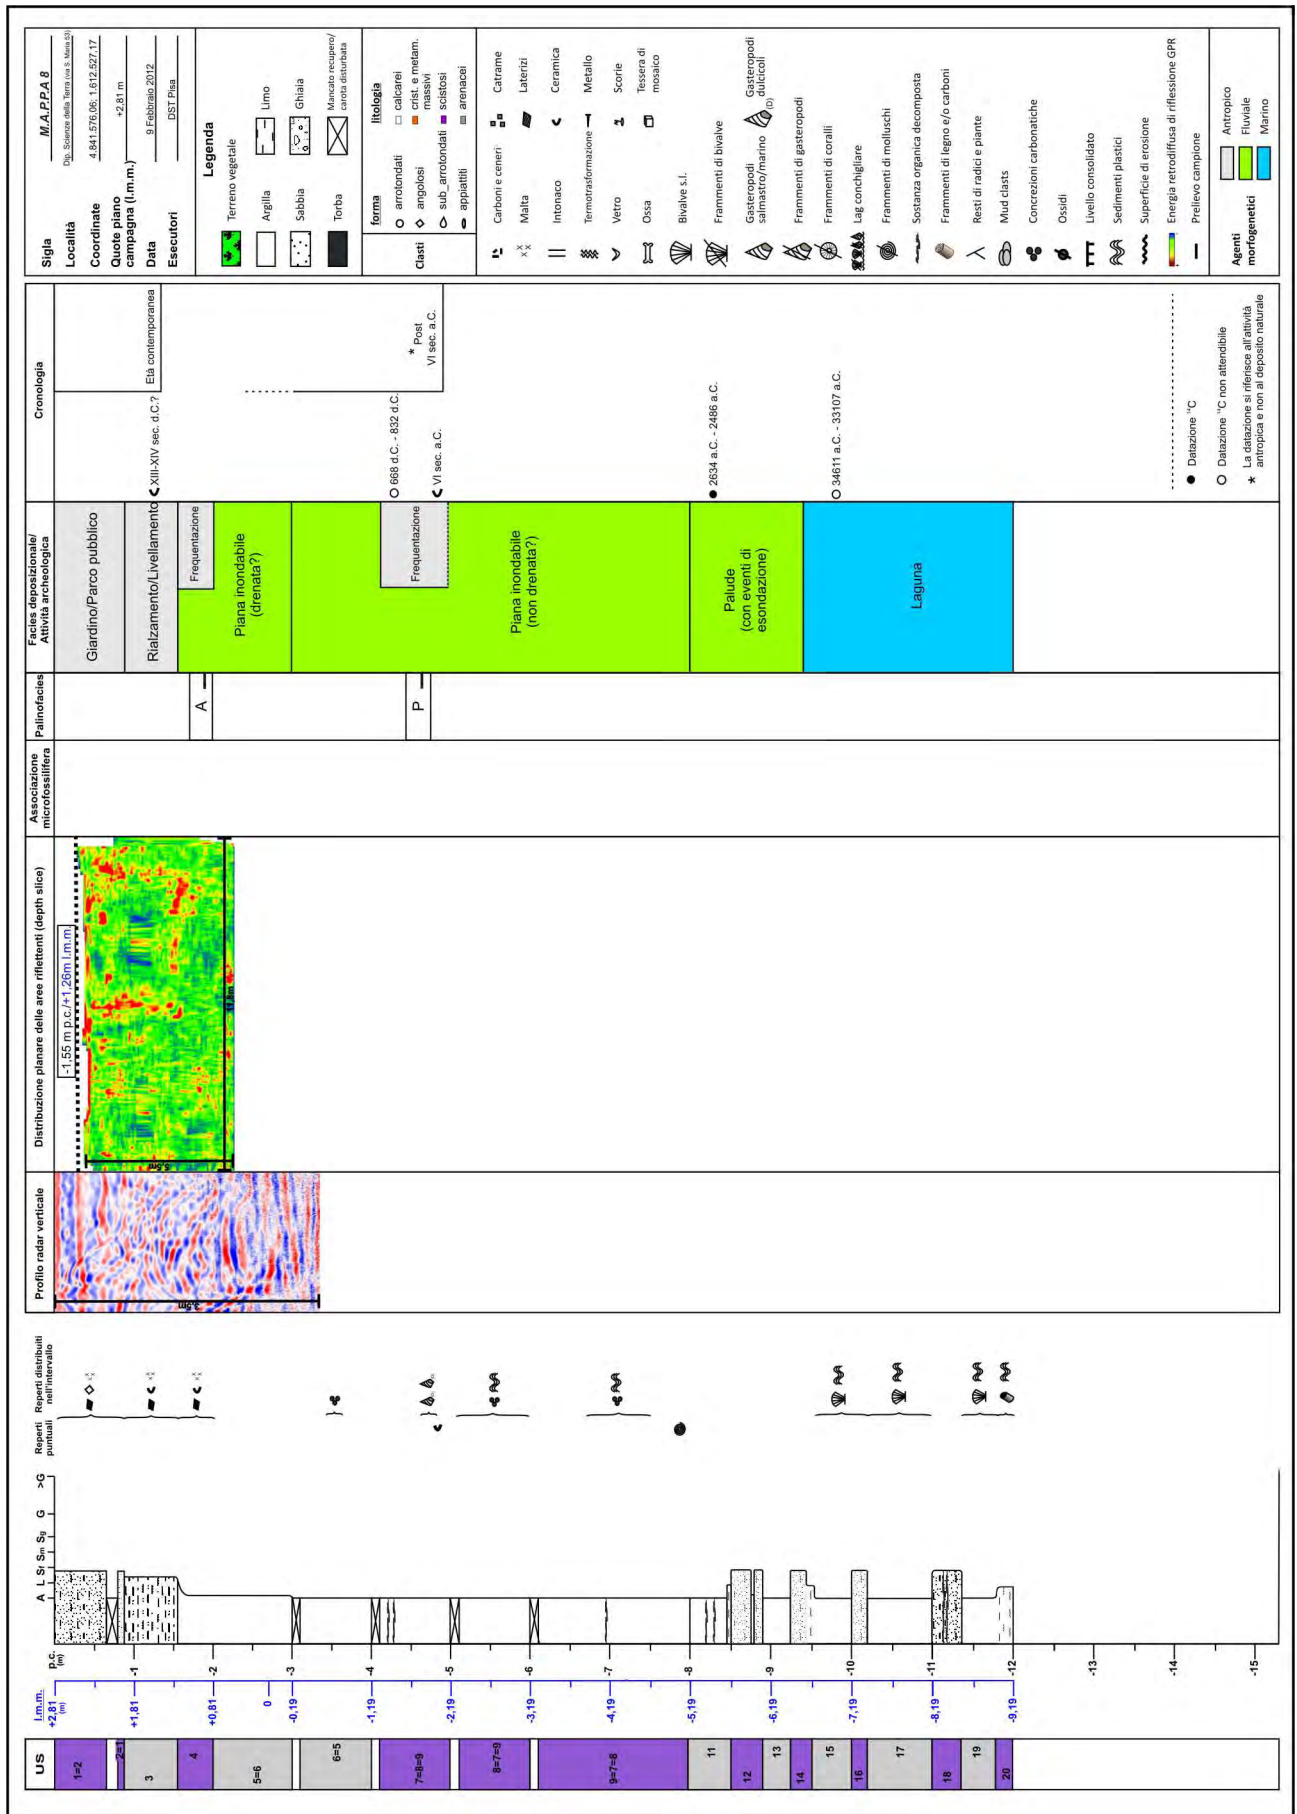 Sigla M.A.P.P.A 8
Località Dip. Scienze della Terra (via S. Maria 53)
Coordinate 4.841.576,06; 1.612.527,17
Quote piano
campagna (l.m.m.) +2,81 m
Data 9 Febbraio 2012
Esecutori DST Pisa
Legenda
Terreno vegetale
Argilla
Limo
Sabbia
Ghiaia
Torba
Mancato recupero/
carota disturbata
Clasti
forma
arrotondati
angolosi
sub_arrotondati
appiattiti
litologia
calcarei
crist. e metam.
massivi
scistosi
arenacei
Carboni e ceneri
Catrame
Malta
Laterizi
Intonaco
Ceramica
Termotrasformazione
Metallo
Vetro
Scorie
Ossa
Tessera di
mosaico
Bivalve s.l.
Frammenti di bivalve
Gasteropodi
salmastro/marino
Gasteropodi
dulcicoli
(D)
Frammenti di gasteropodi
Frammenti di coralli
Lag conchigliare
Frammenti di molluschi
Sostanza organica decomposta
Frammenti di legno e/o carboni
Resti di radici e piante
Mud clasts
Concrezioni carbonatiche
Ossidi
Livello consolidato
Sedimenti plastici
Superficie di erosione
Energia retrodiffusa di riflessione GPR
Prelievo campione
Agenti
morfogenetici
Antropico
Fluviale
Marino
Cronologia
XIII-XIV sec. d.C.?
Età contemporanea
668 d.C. - 832 d.C.
VI sec. a.C.
* Post
VI sec. a.C.
2634 a.C. - 2486 a.C.
34611 a.C. - 33107 a.C.
Datazione ¹⁴C
Datazione ¹⁴C non attendibile
* La datazione si riferisce all'attività
antropica e non al deposito naturale
Facies deposizionale/
Attività archeologica
Giardino/Parco pubblico
Rialzamento/Livellamento
Frequentazione
Piana inondabile
(drenata?)
Frequentazione
Piana inondabile
(non drenata?)
Palude
(con eventi di
esondazione)
Laguna
Palinofacies
A
P
Associazione
microfossilifera
Distribuzione planare delle aree riflettenti (depth slice)
-1,55 m p.c./+1,26m l.m.m.
5,5m
Profilo radar verticale
3,5m
Reperti distribuiti
nell'intervallo
Reperti
puntuali
A L Sf Sm Sg G >G
p.c.
(m)
-1
-2
-3
-4
-5
-6
-7
-8
-9
-10
-11
-12
-13
-14
-15
l.m.m.
+2,81
(m)
+1,81
+0,81
0
-0,19
-1,19
-2,19
-3,19
-4,19
-5,19
-6,19
-7,19
-8,19
-9,19
US
1=2
2=1
3
4
5=6
6=5
7=8=9
8=7=9
9=7=8
11
12
13
14
15
16
17
18
19
20